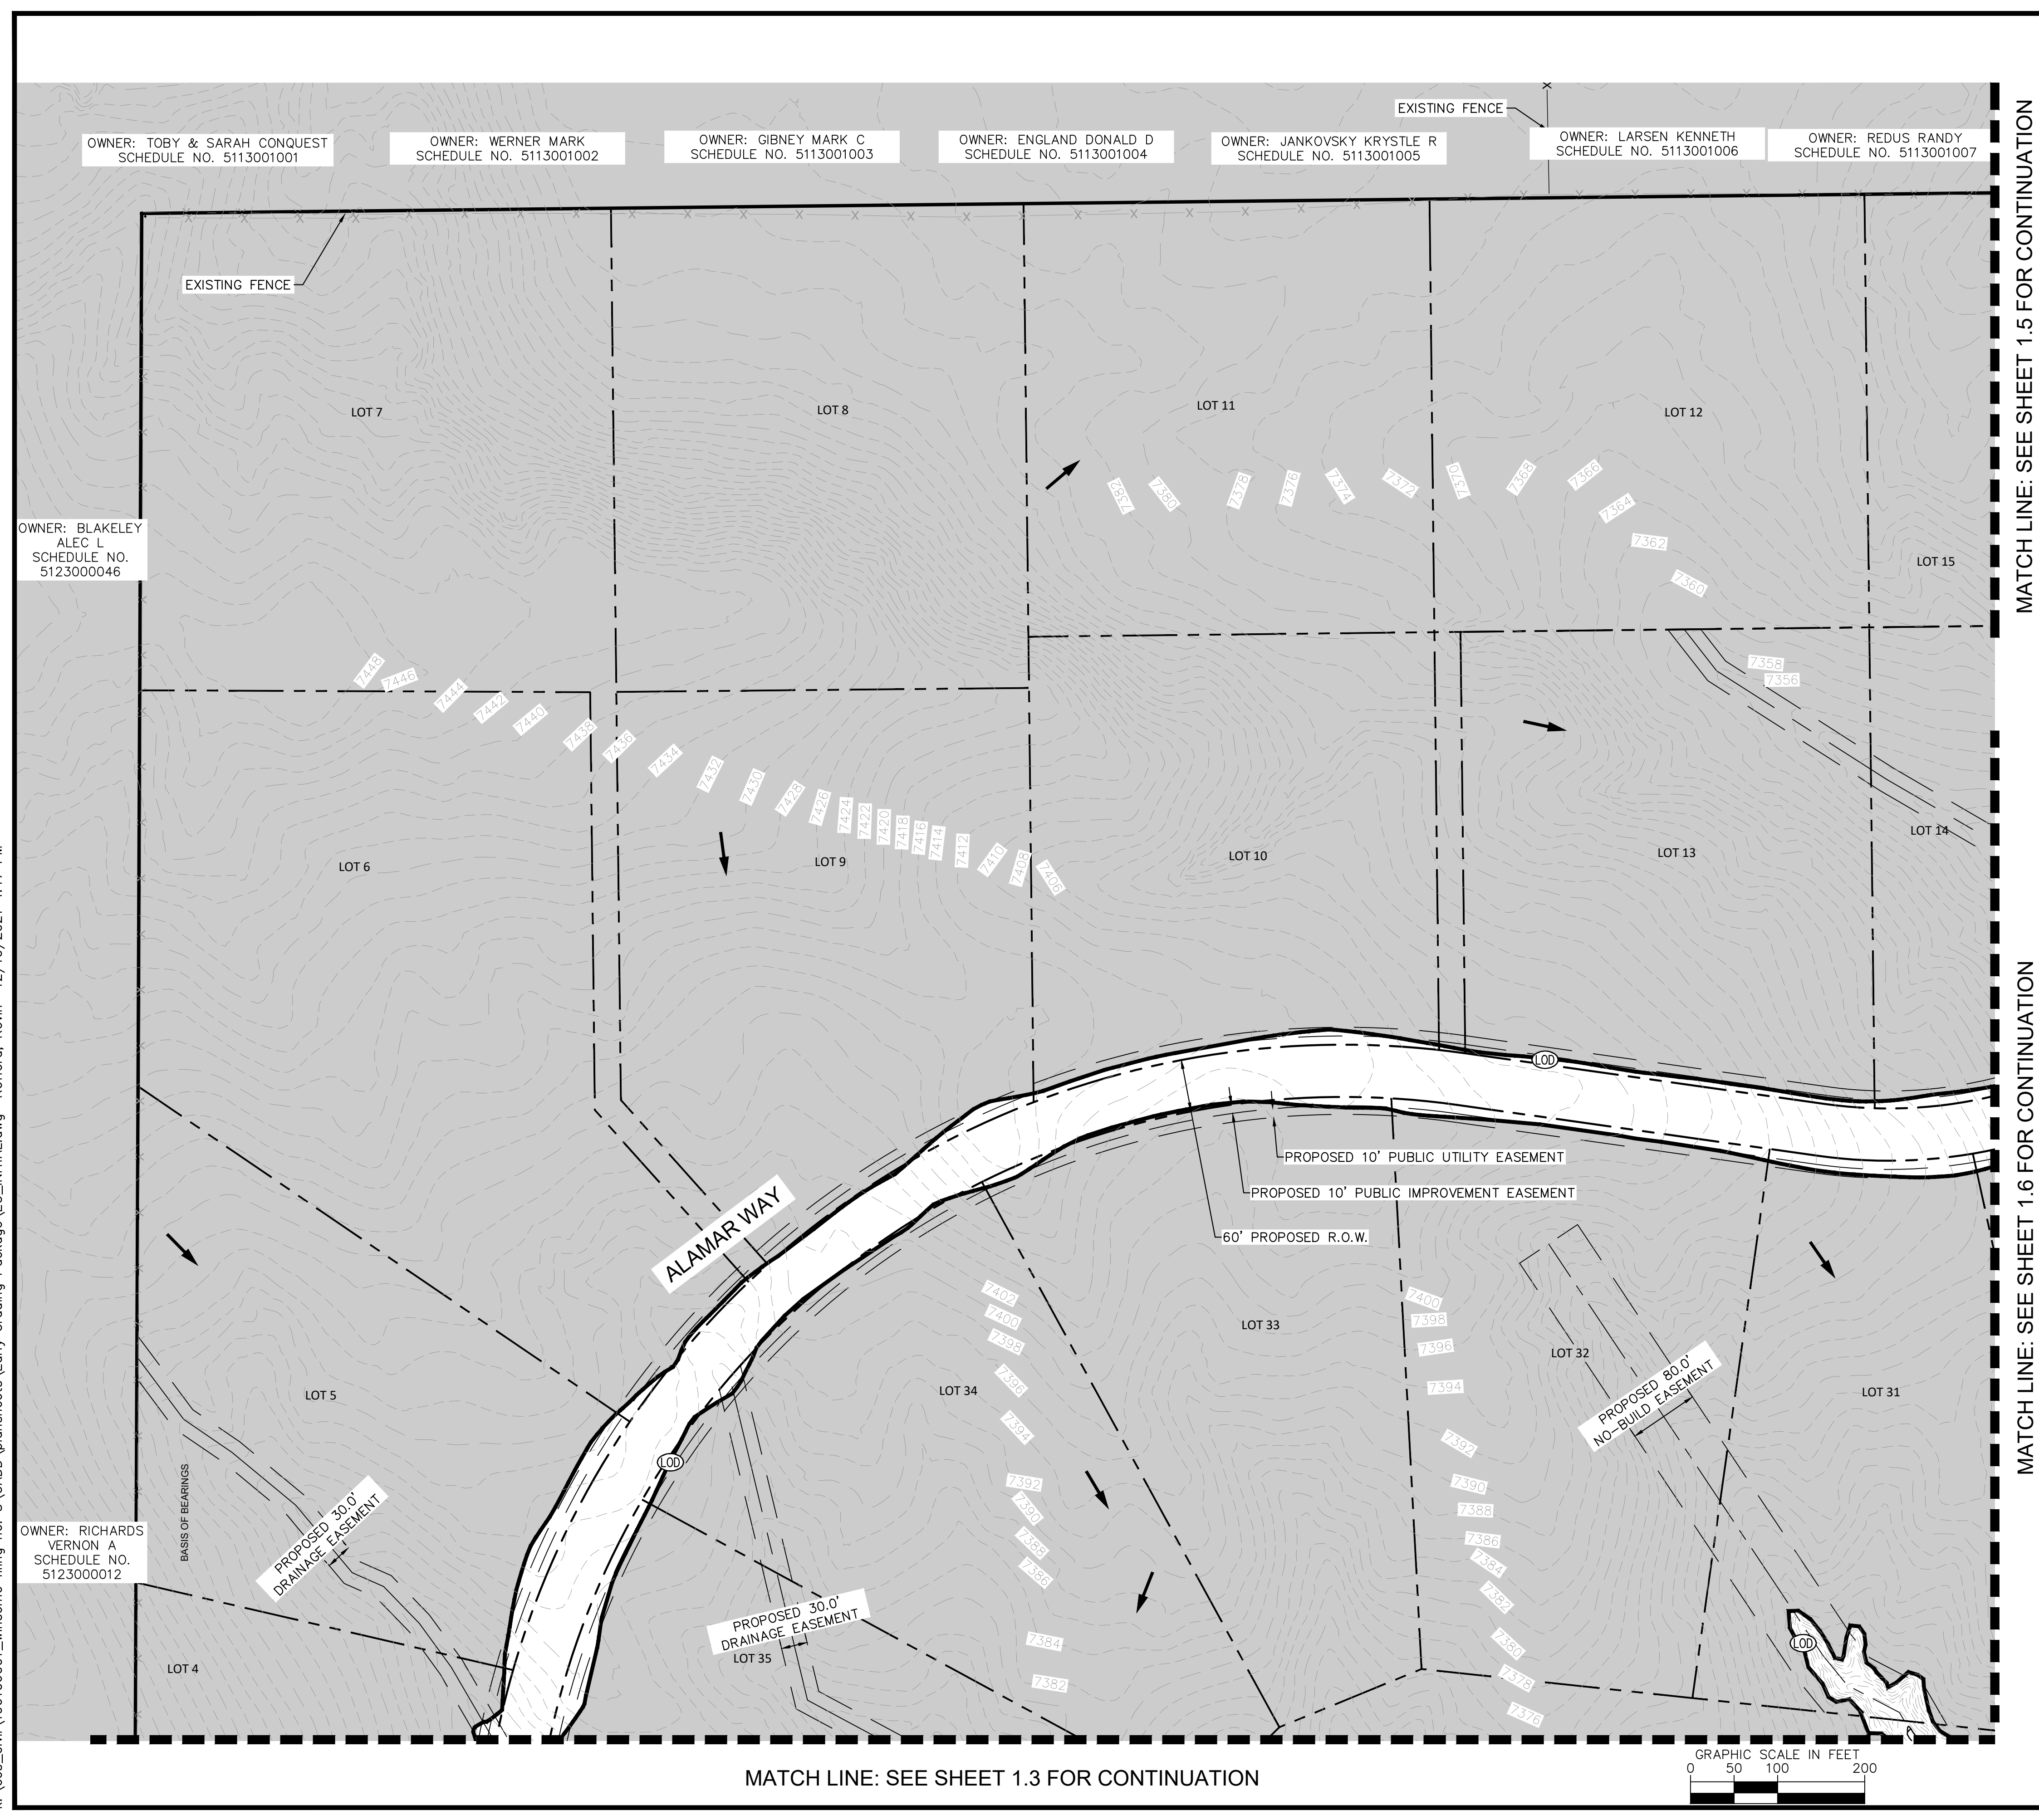 EXISTING FENCE
OWNER: TOBY & SARAH CONQUEST
SCHEDULE NO. 5113001001
OWNER: WERNER MARK
SCHEDULE NO. 5113001002
OWNER: GIBNEY MARK C
SCHEDULE NO. 5113001003
OWNER: ENGLAND DONALD D
SCHEDULE NO. 5113001004
OWNER: JANKOVSKY KRYSTLE R
SCHEDULE NO. 5113001005
OWNER: LARSEN KENNETH
SCHEDULE NO. 5113001006
OWNER: REDUS RANDY
SCHEDULE NO. 5113001007
MATCH LINE: SEE SHEET 1.5 FOR CONTINUATION
EXISTING FENCE
LOT 7
LOT 8
LOT 11
LOT 12
7382
7380
7378
7376
7374
7372
7370
7368
7366
7364
7362
7360
LOT 15
OWNER: BLAKELEY
ALEC L
SCHEDULE NO.
5123000046
7358
7356
7448
7446
7444
7442
7440
7438
7436
7434
7432
7430
7428
7426
7424
7422
7420
7418
7416
7414
7412
7410
7408
7406
LOT 6
LOT 9
LOT 10
LOT 13
LOT 14
MATCH LINE: SEE SHEET 1.6 FOR CONTINUATION
LOD
PROPOSED 10' PUBLIC UTILITY EASEMENT
PROPOSED 10' PUBLIC IMPROVEMENT EASEMENT
60' PROPOSED R.O.W.
ALAMAR WAY
7402
7400
7398
7396
7394
7392
7390
7388
7386
7384
7382
7400
7398
7396
7394
7392
7390
7388
7386
7384
7382
7380
7378
7376
LOT 33
LOT 32
LOT 34
LOT 31
LOT 5
PROPOSED 80.0'
NO-BUILD EASEMENT
LOD
BASIS OF BEARINGS
PROPOSED 30.0'
DRAINAGE EASEMENT
OWNER: RICHARDS
VERNON A
SCHEDULE NO.
5123000012
PROPOSED 30.0'
DRAINAGE EASEMENT
LOT 35
LOT 4
LOD
MATCH LINE: SEE SHEET 1.3 FOR CONTINUATION
GRAPHIC SCALE IN FEET
0 50 100 200